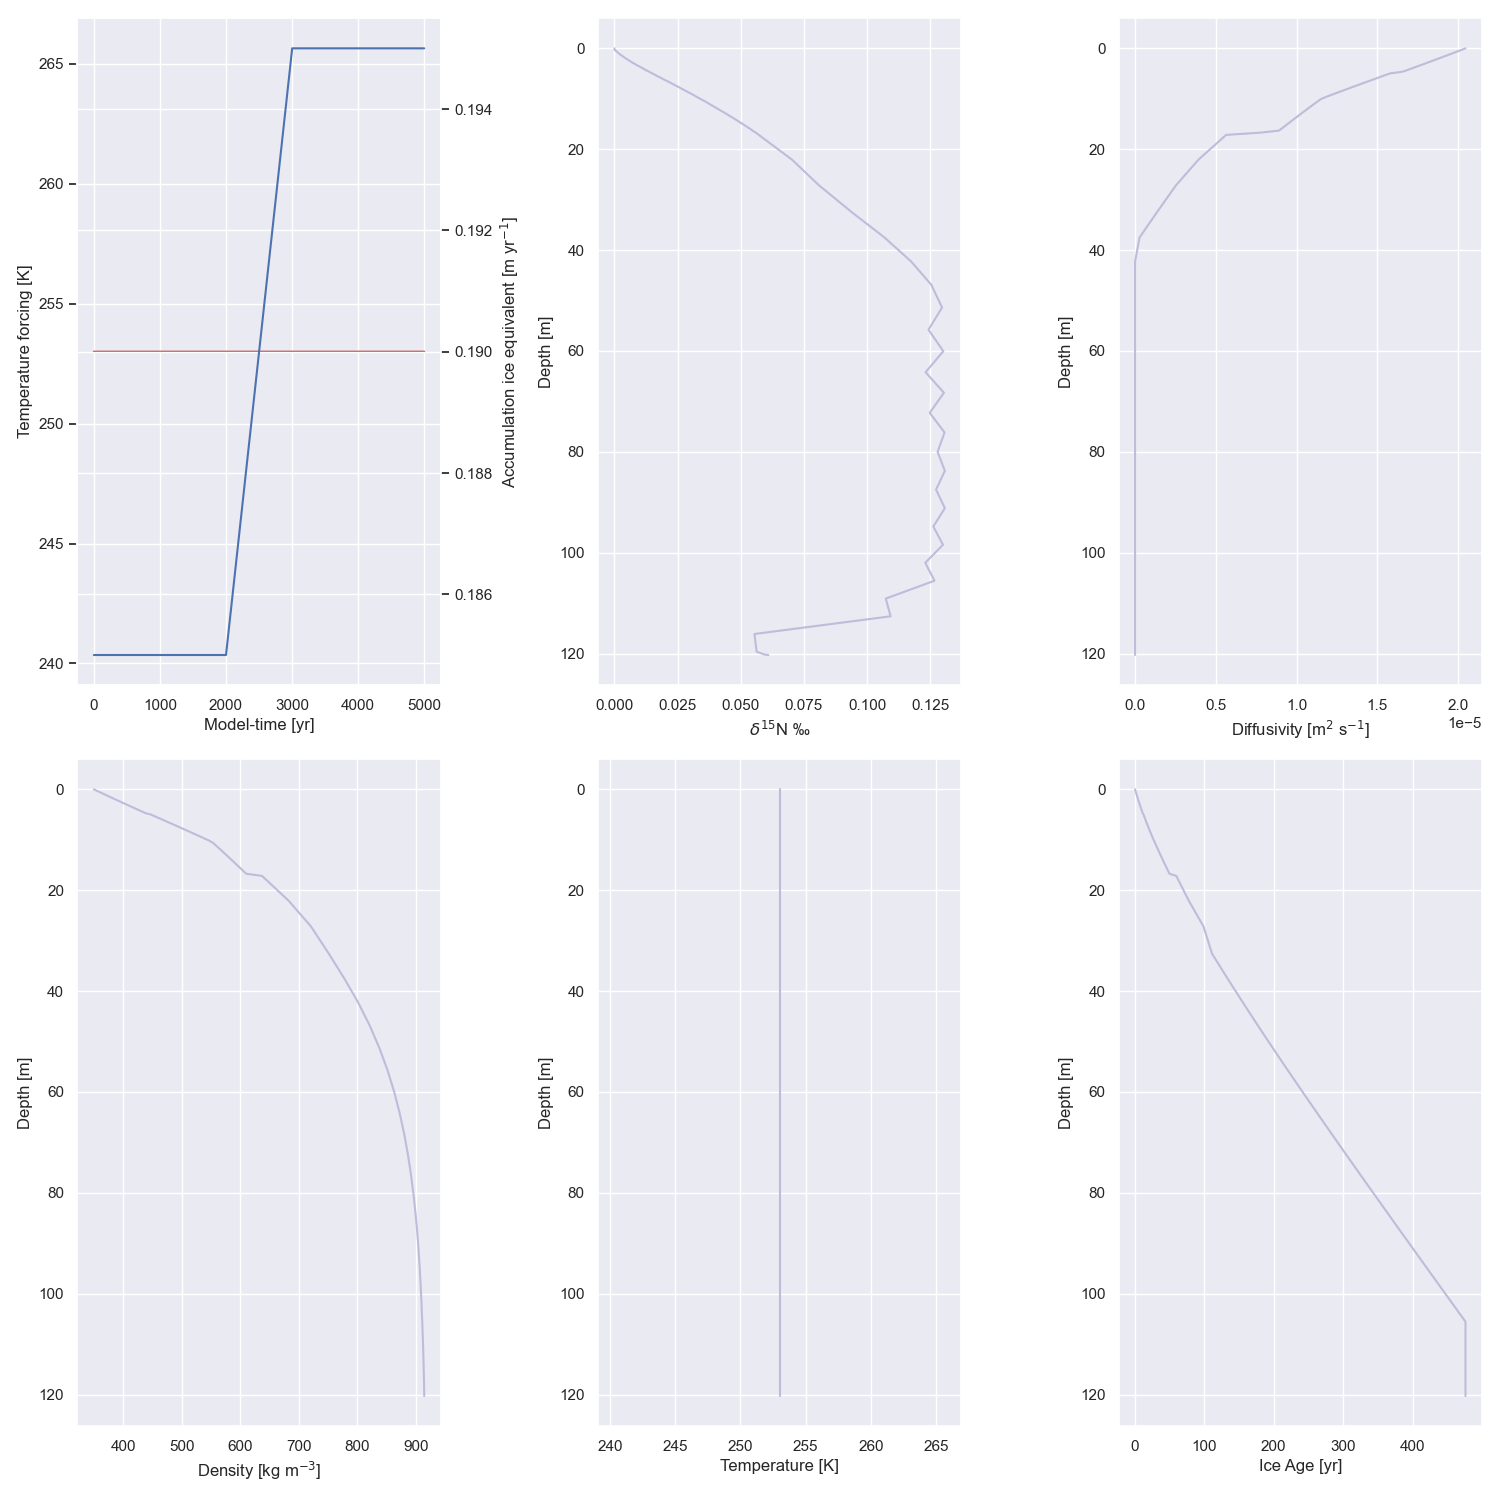 265
260
255
250
245
240
Temperature forcing [K]
0 1000 2000 3000 4000 5000
Model-time [yr]
0.194
0.192
0.190
0.188
0.186
Accumulation ice equivalent [m yr⁻¹]
0
20
40
60
80
100
120
Depth [m]
0.000 0.025 0.050 0.075 0.100 0.125
δ¹⁵N ‰
0
20
40
60
80
100
120
Depth [m]
0.0 0.5 1.0 1.5 2.0
1e−5
Diffusivity [m² s⁻¹]
0
20
40
60
80
100
120
Depth [m]
400 500 600 700 800 900
Density [kg m⁻³]
0
20
40
60
80
100
120
Depth [m]
240 245 250 255 260 265
Temperature [K]
0
20
40
60
80
100
120
Depth [m]
0 100 200 300 400
Ice Age [yr]